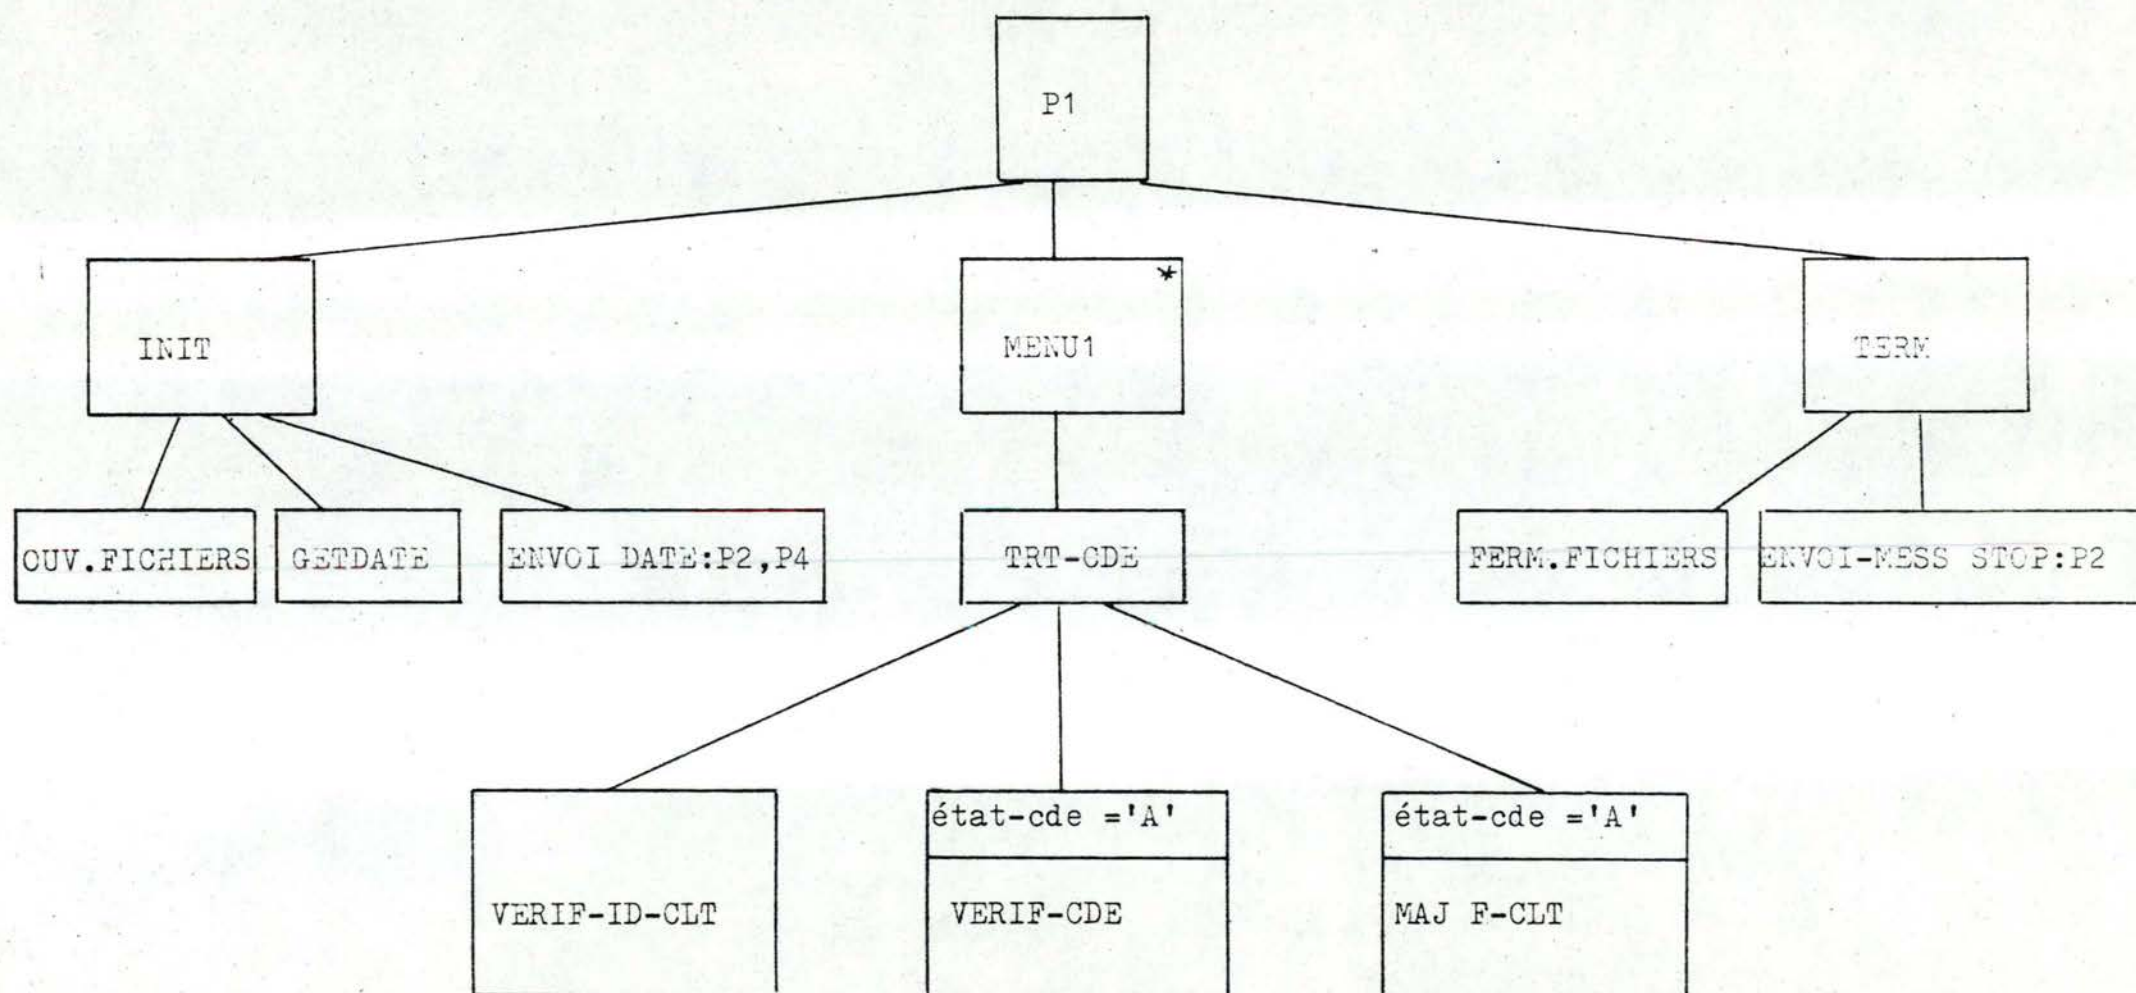 P1
*
INIT
MENU1
TERM
OUV.FICHIERS
GETDATE
ENVOI DATE:P2,P4
TRT-CDE
FERM.FICHIERS
ENVOI-MESS STOP:P2
état-cde ='A'
état-cde ='A'
VERIF-ID-CLT
VERIF-CDE
MAJ F-CLT